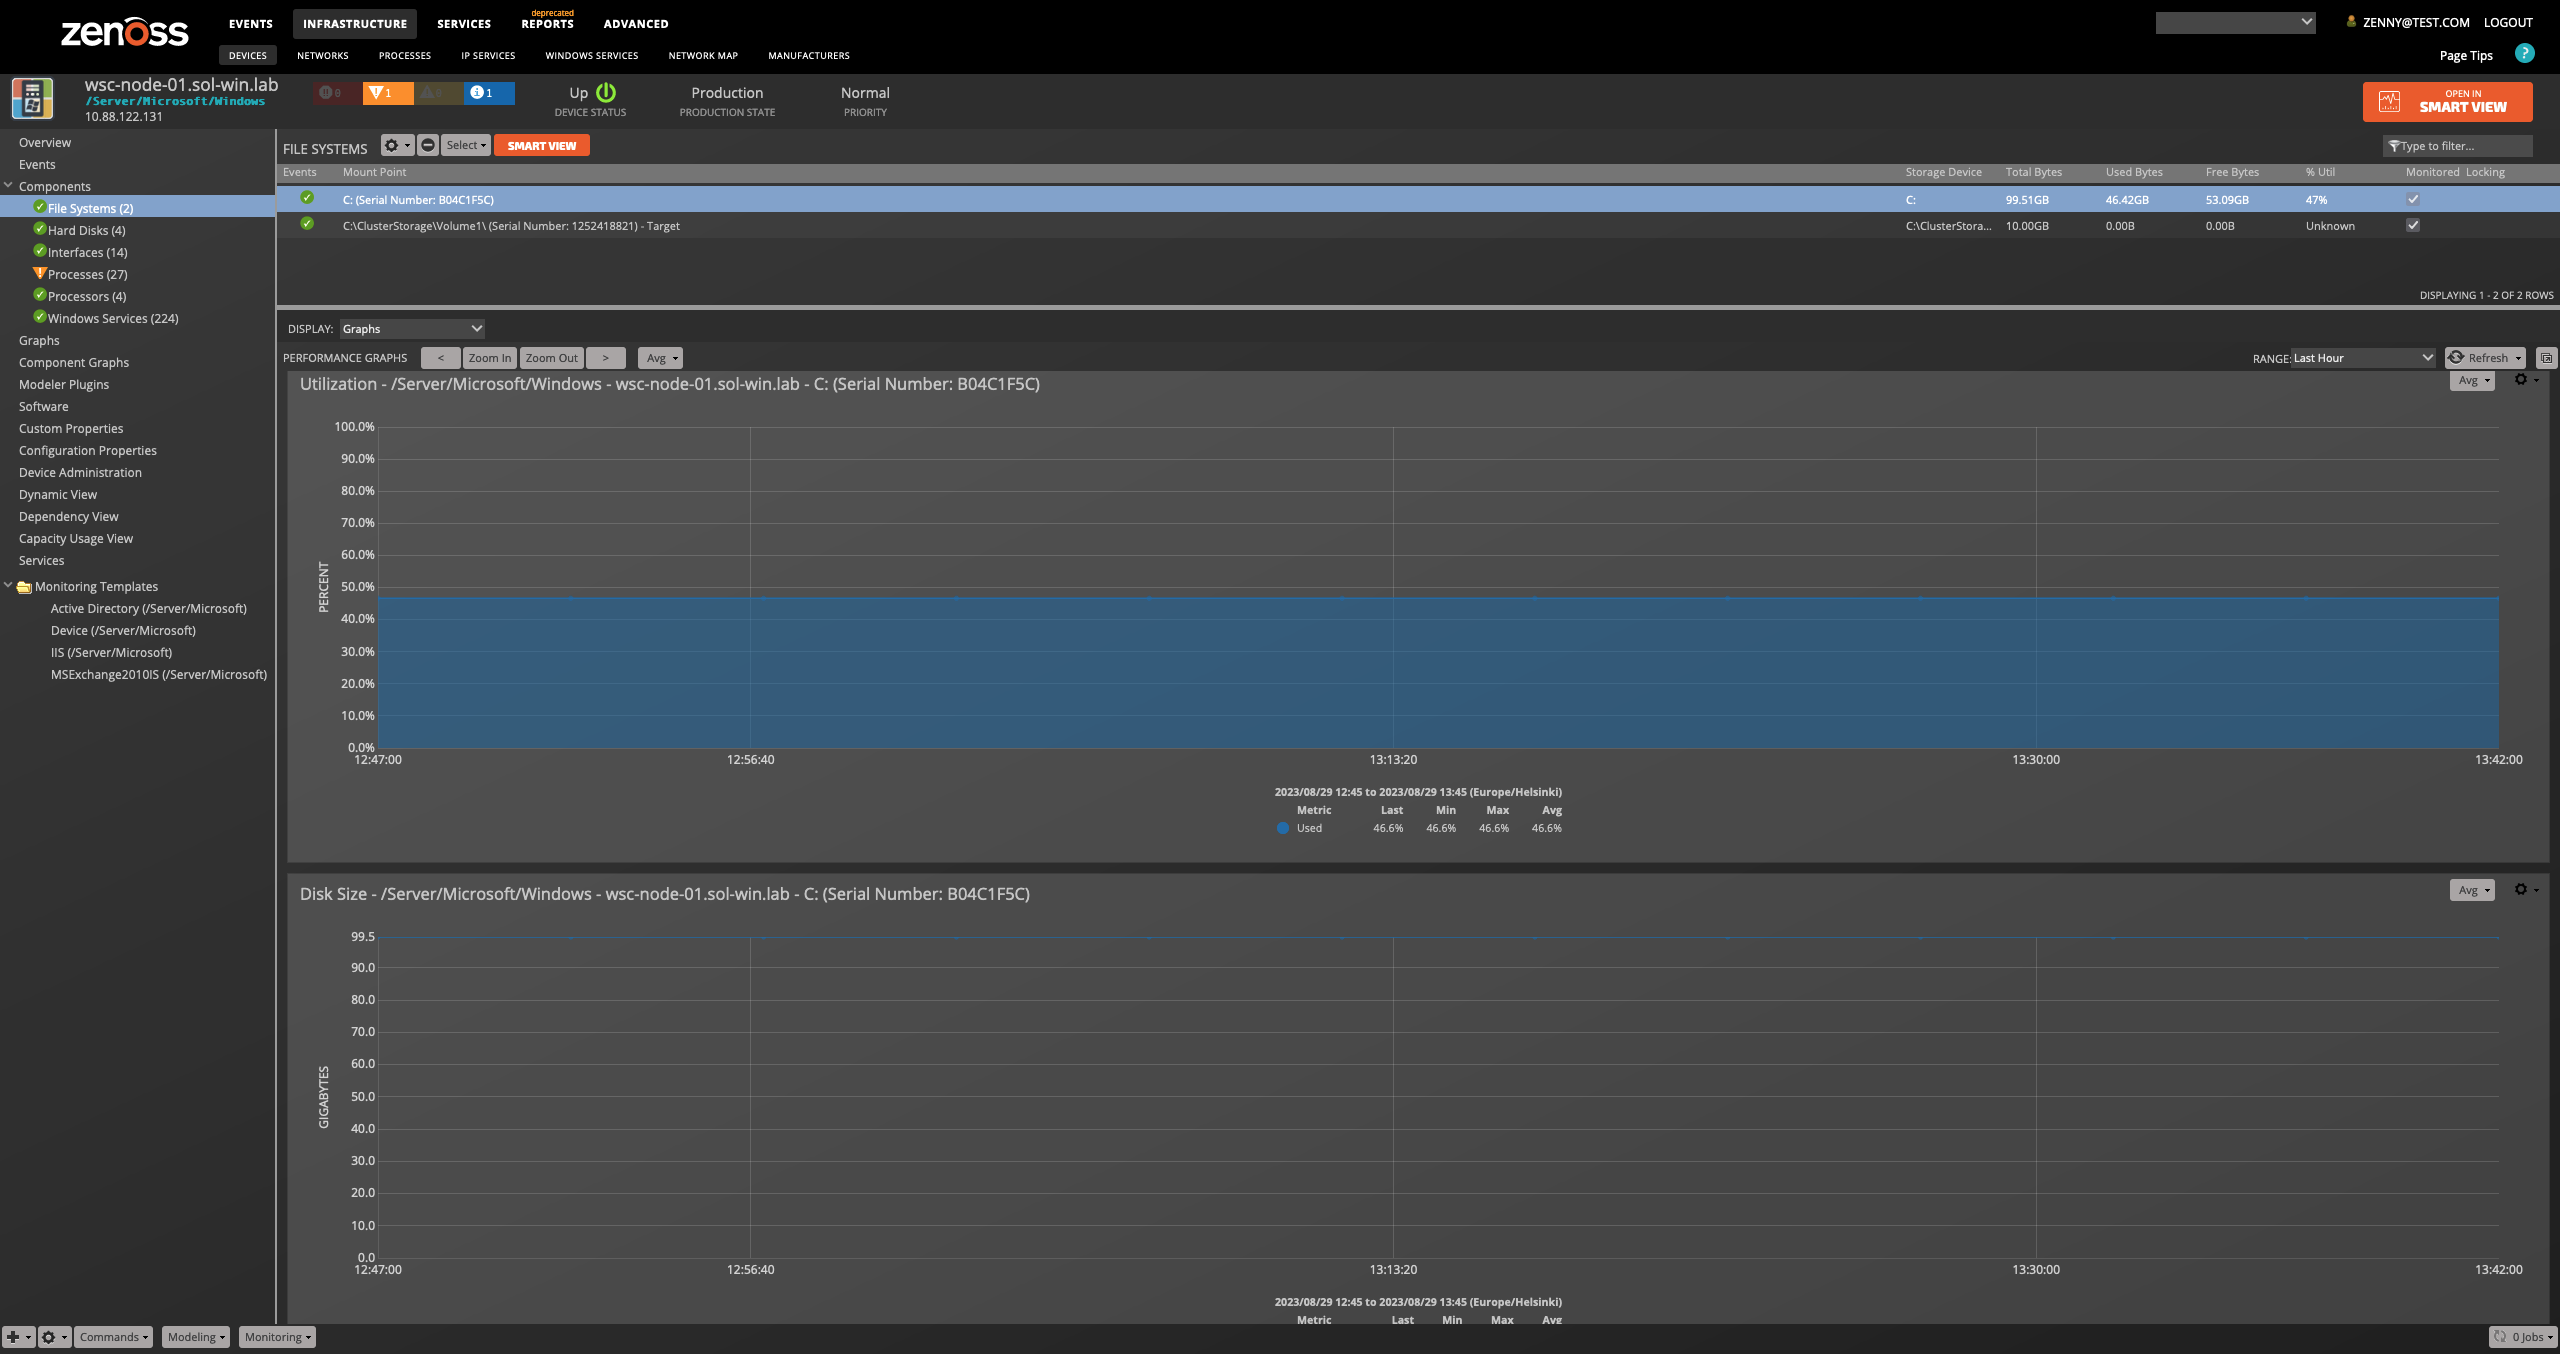 zenoss
EVENTS
INFRASTRUCTURE
SERVICES
deprecated
REPORTS
ADVANCED
ZENNY@TEST.COM
LOGOUT
DEVICES
NETWORKS
PROCESSES
IP SERVICES
WINDOWS SERVICES
NETWORK MAP
MANUFACTURERS
Page Tips
?
wsc-node-01.sol-win.lab
/Server/Microsoft/Windows
10.88.122.131
0
1
0
1
Up
DEVICE STATUS
Production
PRODUCTION STATE
Normal
PRIORITY
OPEN IN
SMART VIEW
Overview
Events
Components
File Systems (2)
Hard Disks (4)
Interfaces (14)
Processes (27)
Processors (4)
Windows Services (224)
Graphs
Component Graphs
Modeler Plugins
Software
Custom Properties
Configuration Properties
Device Administration
Dynamic View
Dependency View
Capacity Usage View
Services
Monitoring Templates
Active Directory (/Server/Microsoft)
Device (/Server/Microsoft)
IIS (/Server/Microsoft)
MSExchange2010IS (/Server/Microsoft)
FILE SYSTEMS
Select
SMART VIEW
Type to filter...
Events Mount Point Storage Device Total Bytes Used Bytes Free Bytes % Util Monitored Locking
C: (Serial Number: B04C1F5C) C: 99.51GB 46.42GB 53.09GB 47%
C:\ClusterStorage\Volume1\ (Serial Number: 1252418821) - Target C:\ClusterStora... 10.00GB 0.00B 0.00B Unknown
DISPLAYING 1 - 2 OF 2 ROWS
DISPLAY: Graphs
PERFORMANCE GRAPHS < Zoom In Zoom Out > Avg
RANGE: Last Hour Refresh
Utilization - /Server/Microsoft/Windows - wsc-node-01.sol-win.lab - C: (Serial Number: B04C1F5C)
Avg
100.0%
90.0%
80.0%
70.0%
60.0%
50.0%
40.0%
30.0%
20.0%
10.0%
0.0%
PERCENT
12:47:00 12:56:40 13:13:20 13:30:00 13:42:00
2023/08/29 12:45 to 2023/08/29 13:45 (Europe/Helsinki)
Metric Last Min Max Avg
Used 46.6% 46.6% 46.6% 46.6%
Disk Size - /Server/Microsoft/Windows - wsc-node-01.sol-win.lab - C: (Serial Number: B04C1F5C)
Avg
99.5
90.0
80.0
70.0
60.0
50.0
40.0
30.0
20.0
10.0
0.0
GIGABYTES
12:47:00 12:56:40 13:13:20 13:30:00 13:42:00
2023/08/29 12:45 to 2023/08/29 13:45 (Europe/Helsinki)
Metric Last Min Max Avg
Commands
Modeling
Monitoring
0 Jobs